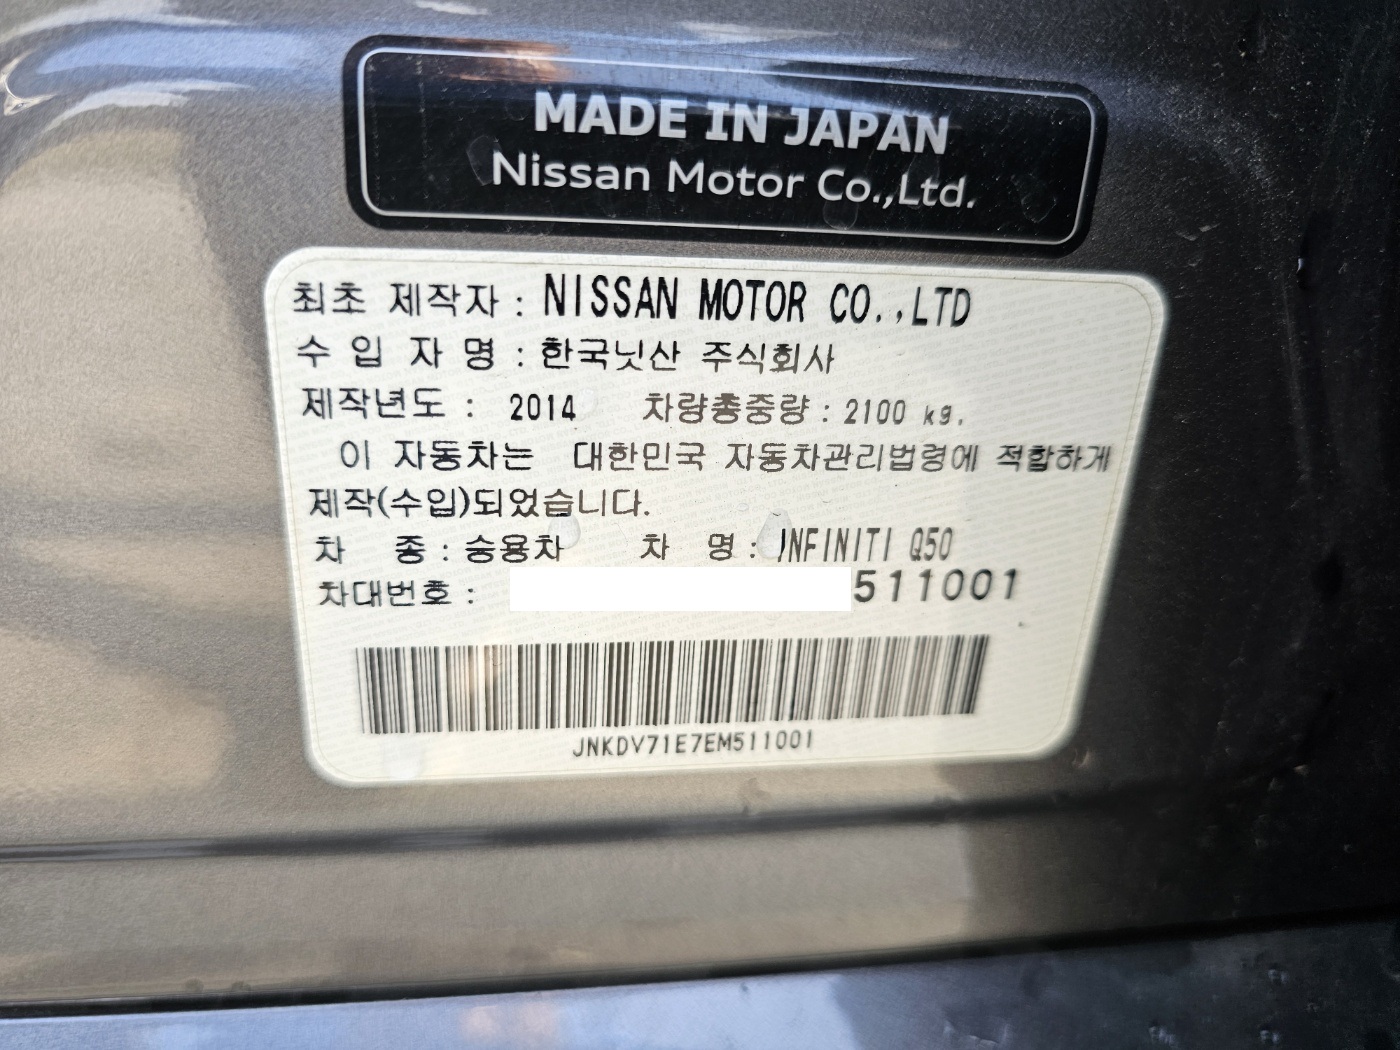 MADE IN JAPAN
Nissan Motor Co.,Ltd.
최초 제작자 : NISSAN MOTOR CO.,LTD
수 입 자 명 : 한국닛산 주식회사
제작년도 : 2014 차량총중량 : 2100 kg.
이 자동차는 대한민국 자동차관리법령에 적합하게
제작(수입)되었습니다.
차 종 : 승용차 차 명 : INFINITI Q50
차대번호 : 511001
JNKDV71E7EM511001